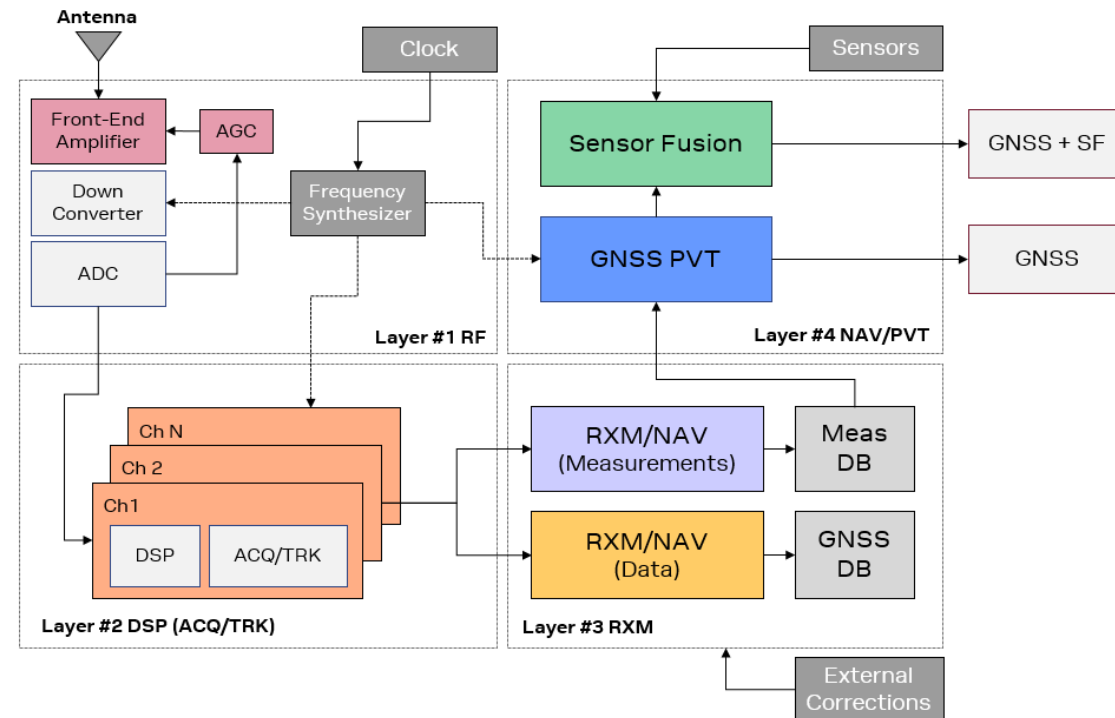 Antenna
Clock
Sensors
Front-End
Amplifier
AGC
Down
Converter
Frequency
Synthesizer
ADC
Layer #1 RF
Sensor Fusion
GNSS PVT
Layer #4 NAV/PVT
GNSS + SF
GNSS
Ch N
Ch 2
Ch1
DSP
ACQ/TRK
Layer #2 DSP (ACQ/TRK)
RXM/NAV
(Measurements)
Meas
DB
RXM/NAV
(Data)
GNSS
DB
Layer #3 RXM
External
Corrections